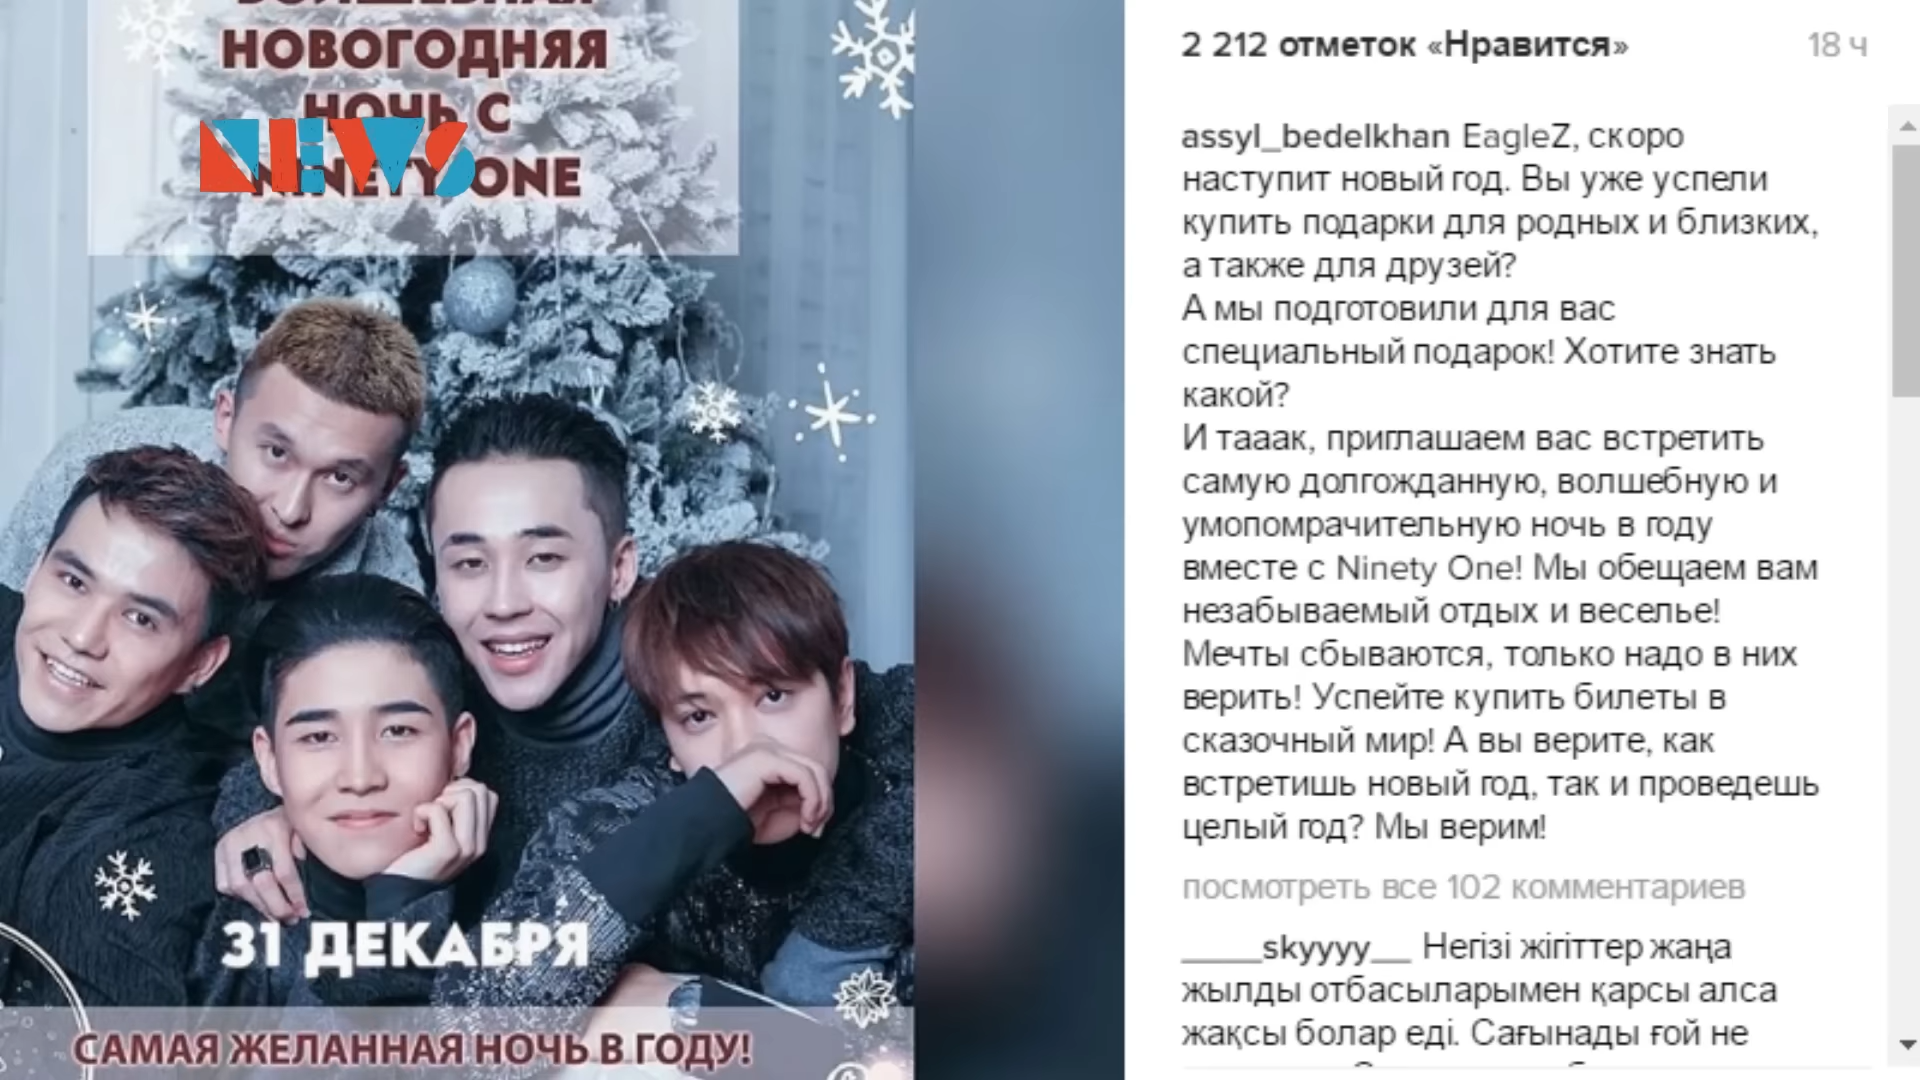 ВОЛШЕБНАЯ
НОВОГОДНЯЯ
НОЧЬ С
NINETY ONE
NEWS
31 ДЕКАБРЯ
САМАЯ ЖЕЛАННАЯ НОЧЬ В ГОДУ!
2 212 отметок «Нравится»
18 ч
assyl_bedelkhan EagleZ, скоро
наступит новый год. Вы уже успели
купить подарки для родных и близких,
а также для друзей?
А мы подготовили для вас
специальный подарок! Хотите знать
какой?
И тааак, приглашаем вас встретить
самую долгожданную, волшебную и
умопомрачительную ночь в году
вместе с Ninety One! Мы обещаем вам
незабываемый отдых и веселье!
Мечты сбываются, только надо в них
верить! Успейте купить билеты в
сказочный мир! А вы верите, как
встретишь новый год, так и проведешь
целый год? Мы верим!
посмотреть все 102 комментариев
____skyyyy__ Негізі жігіттер жаңа
жылды отбасыларымен қарсы алса
жақсы болар еді. Сағынады ғой не